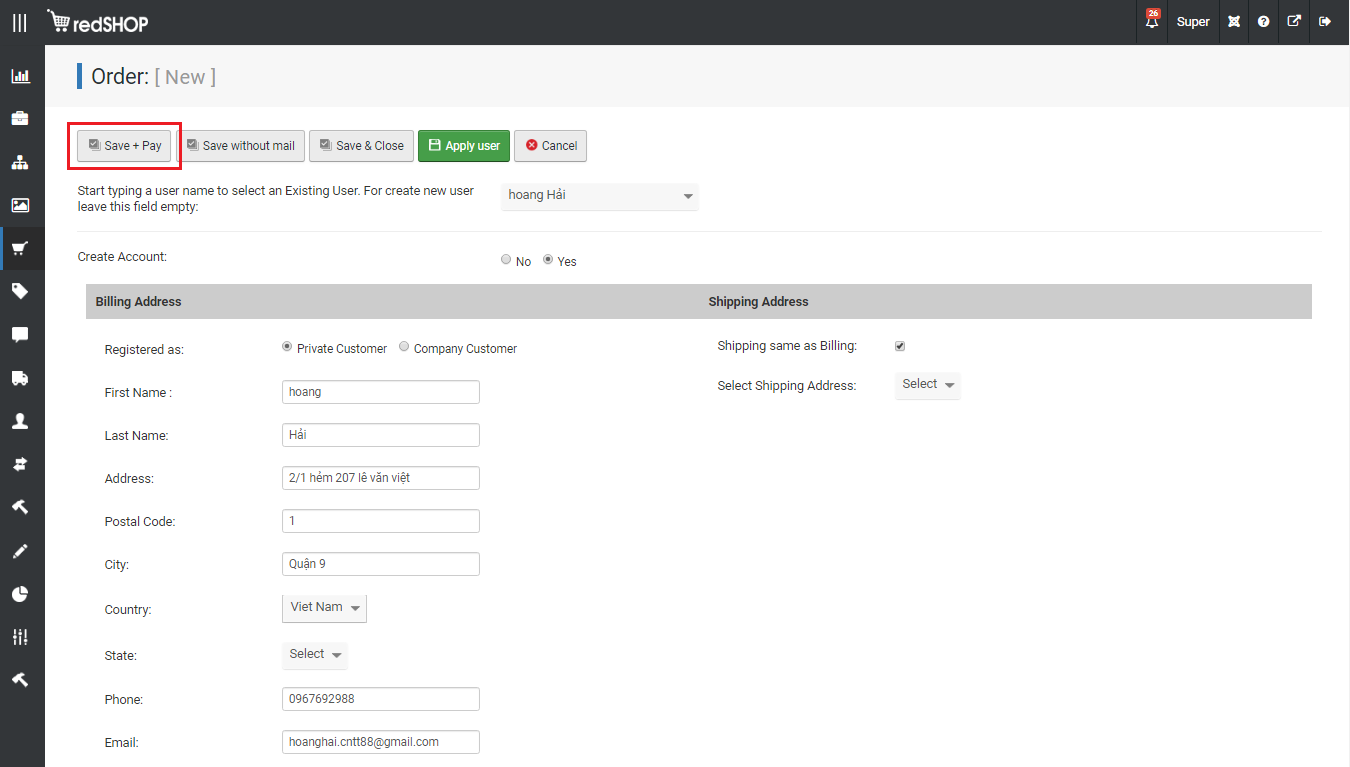 redSHOP
26
Super
Order: [ New ]
Save + Pay
Save without mail
Save & Close
Apply user
Cancel
Start typing a user name to select an Existing User. For create new user
leave this field empty:
hoang Hải
Create Account:
No
Yes
Billing Address
Shipping Address
Registered as:
Private Customer
Company Customer
Shipping same as Billing:
First Name :
hoang
Select Shipping Address:
Select
Last Name:
Hải
Address:
2/1 hẻm 207 lê văn việt
Postal Code:
1
City:
Quận 9
Country:
Viet Nam
State:
Select
Phone:
0967692988
Email:
hoanghai.cntt88@gmail.com